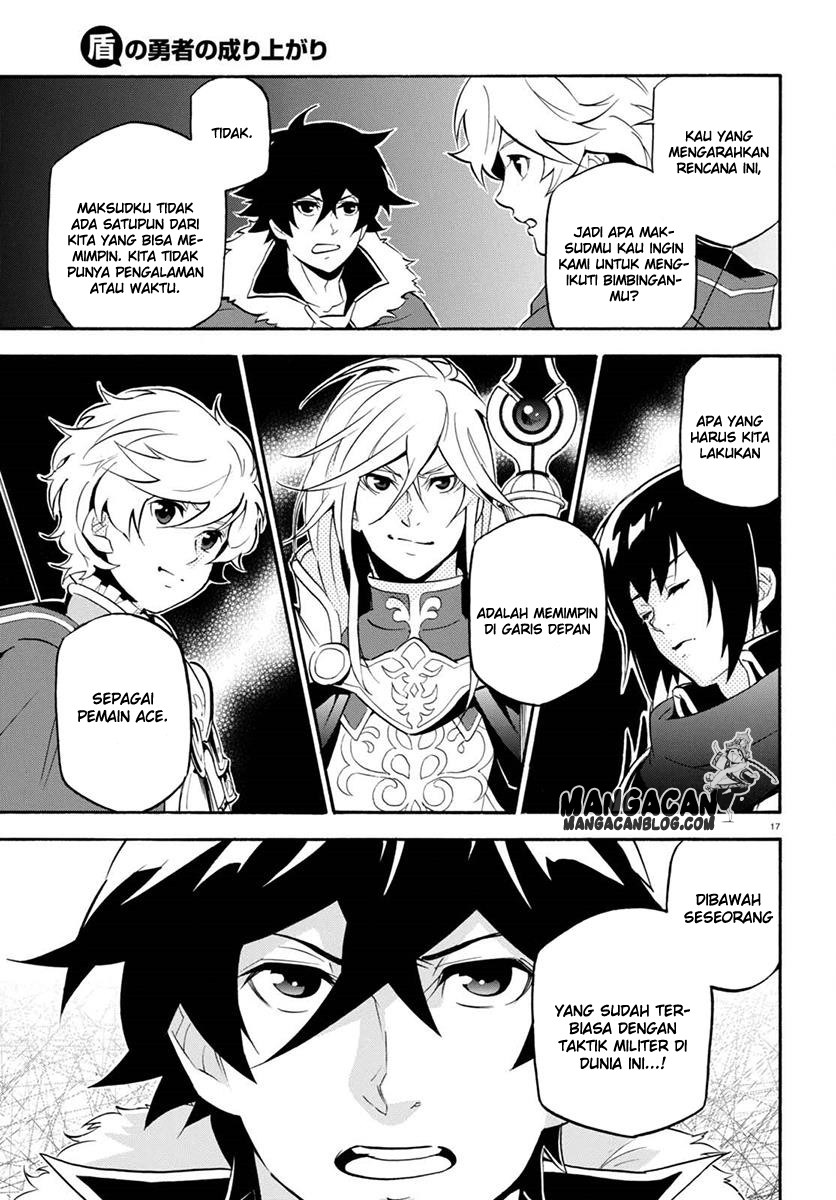 盾の勇者の成り上がり
KAU YANG
MENGARAHKAN
RENCANA INI,
JADI APA MAK-
SUDMU KAU INGIN
KAMI UNTUK MENG-
IKUTI BIMBINGAN-
MU?
TIDAK.
MAKSUDKU TIDAK
ADA SATUPUN DARI
KITA YANG BISA ME-
MIMPIN. KITA TIDAK
PUNYA PENGALAMAN
ATAU WAKTU.
APA YANG
HARUS KITA
LAKUKAN
ADALAH MEMIMPIN
DI GARIS DEPAN
SEPAGAI
PEMAIN ACE.
MANGACAN
MANGACANBLOG.COM
17
DIBAWAH
SESEORANG
YANG SUDAH TER-
BIASA DENGAN
TAKTIK MILITER DI
DUNIA INI...!